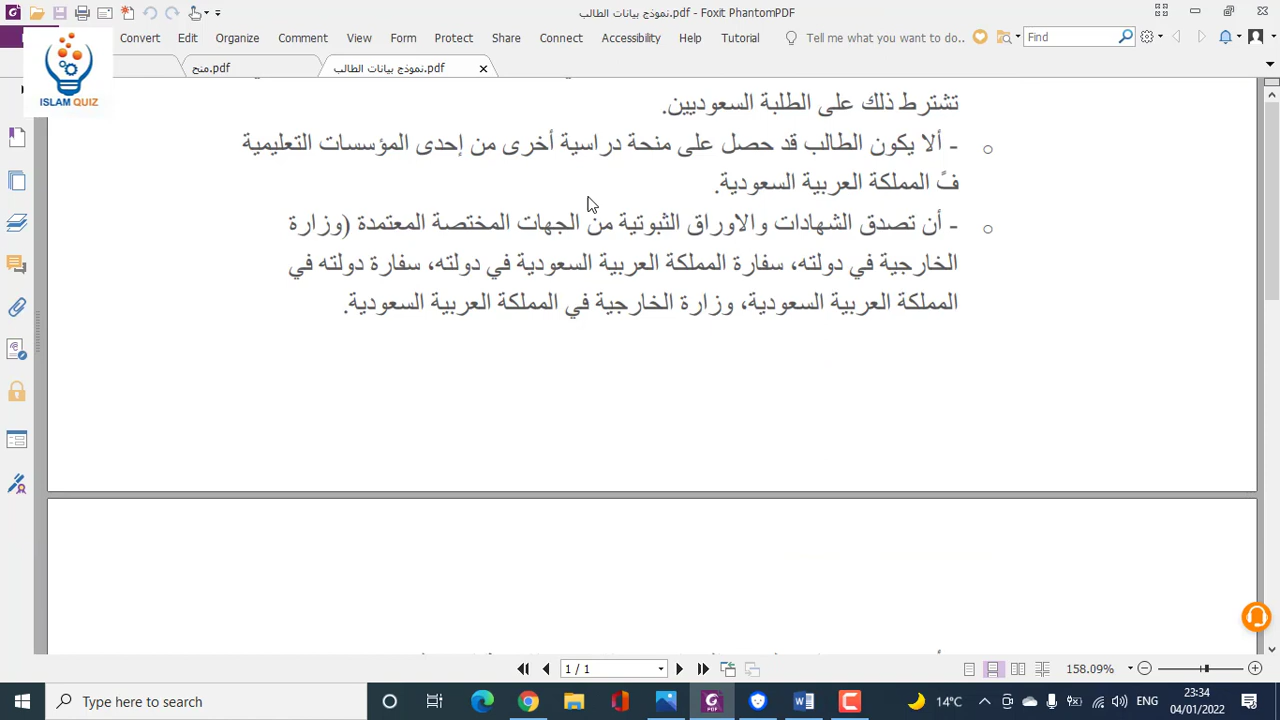 نموذج بيانات الطالب.pdf - Foxit PhantomPDF
Convert Edit Organize Comment View Form Protect Share Connect Accessibility Help Tutorial Tell me what you want to do.. Find
ISLAM QUIZ
منح.pdf
نموذج بيانات الطالب.pdf
تشترط ذلك على الطلبة السعوديين.
- ألا يكون الطالب قد حصل على منحة دراسية أخرى من إحدى المؤسسات التعليمية
فً المملكة العربية السعودية.
- أن تصدق الشهادات والاوراق الثبوتية من الجهات المختصة المعتمدة (وزارة
الخارجية في دولته، سفارة المملكة العربية السعودية في دولته، سفارة دولته في
المملكة العربية السعودية، وزارة الخارجية في المملكة العربية السعودية.
1 / 1
158.09%
Type here to search
14°C
ENG
23:34
04/01/2022